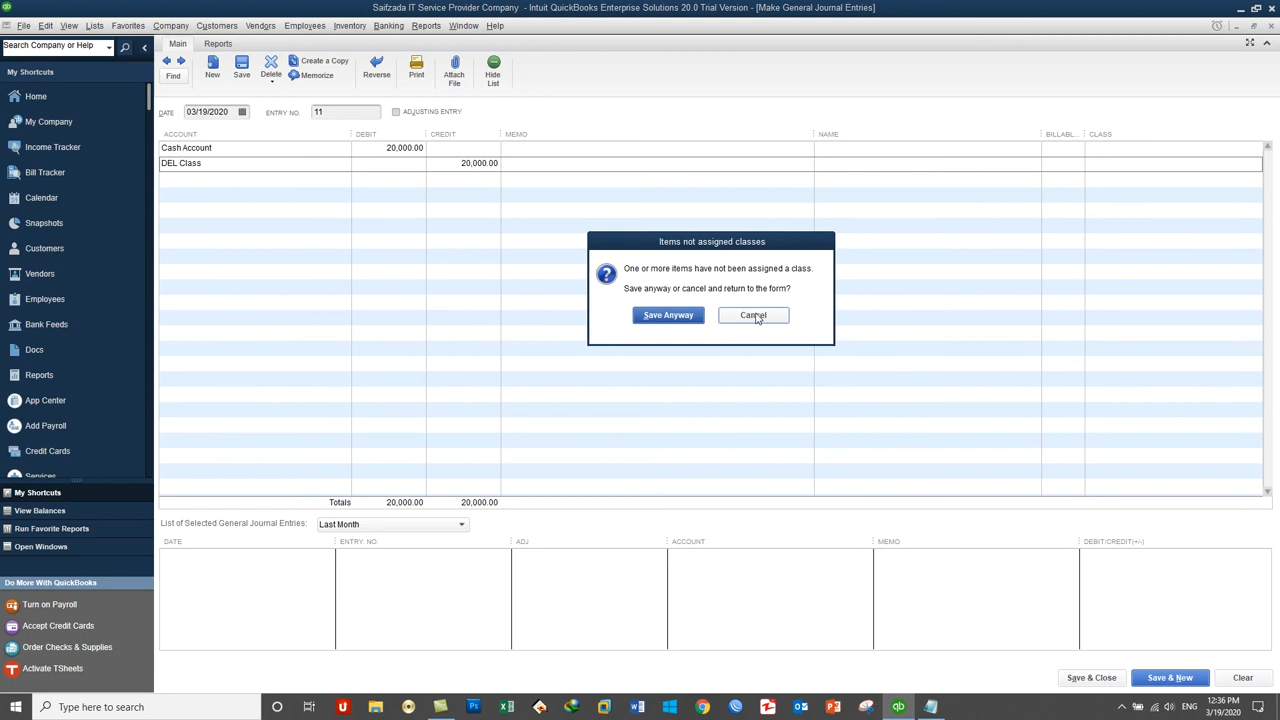 Saifzada IT Service Provider Company - Intuit QuickBooks Enterprise Solutions 20.0 Trial Version - [Make General Journal Entries]
File Edit View Lists Favorites Company Customers Vendors Employees Inventory Banking Reports Window Help
Search Company or Help
Main Reports
My Shortcuts
Home
My Company
Income Tracker
Bill Tracker
Calendar
Snapshots
Customers
Vendors
Employees
Bank Feeds
Docs
Reports
App Center
Add Payroll
Credit Cards
Services
My Shortcuts
View Balances
Run Favorite Reports
Open Windows
Do More With QuickBooks
Turn on Payroll
Accept Credit Cards
Order Checks & Supplies
Activate TSheets
Find New Save Delete Create a Copy Memorize Reverse Print Attach File Hide List
DATE 03/19/2020 ENTRY NO. 11 ADJUSTING ENTRY
ACCOUNT DEBIT CREDIT MEMO NAME BILLABL... CLASS
Cash Account 20,000.00
DEL Class 20,000.00
Items not assigned classes
One or more items have not been assigned a class.
Save anyway or cancel and return to the form?
Save Anyway Cancel
Totals 20,000.00 20,000.00
List of Selected General Journal Entries: Last Month
DATE ENTRY. NO. ADJ ACCOUNT MEMO DEBIT/CREDIT(+/-)
Save & Close Save & New Clear
Type here to search
12:36 PM
3/19/2020